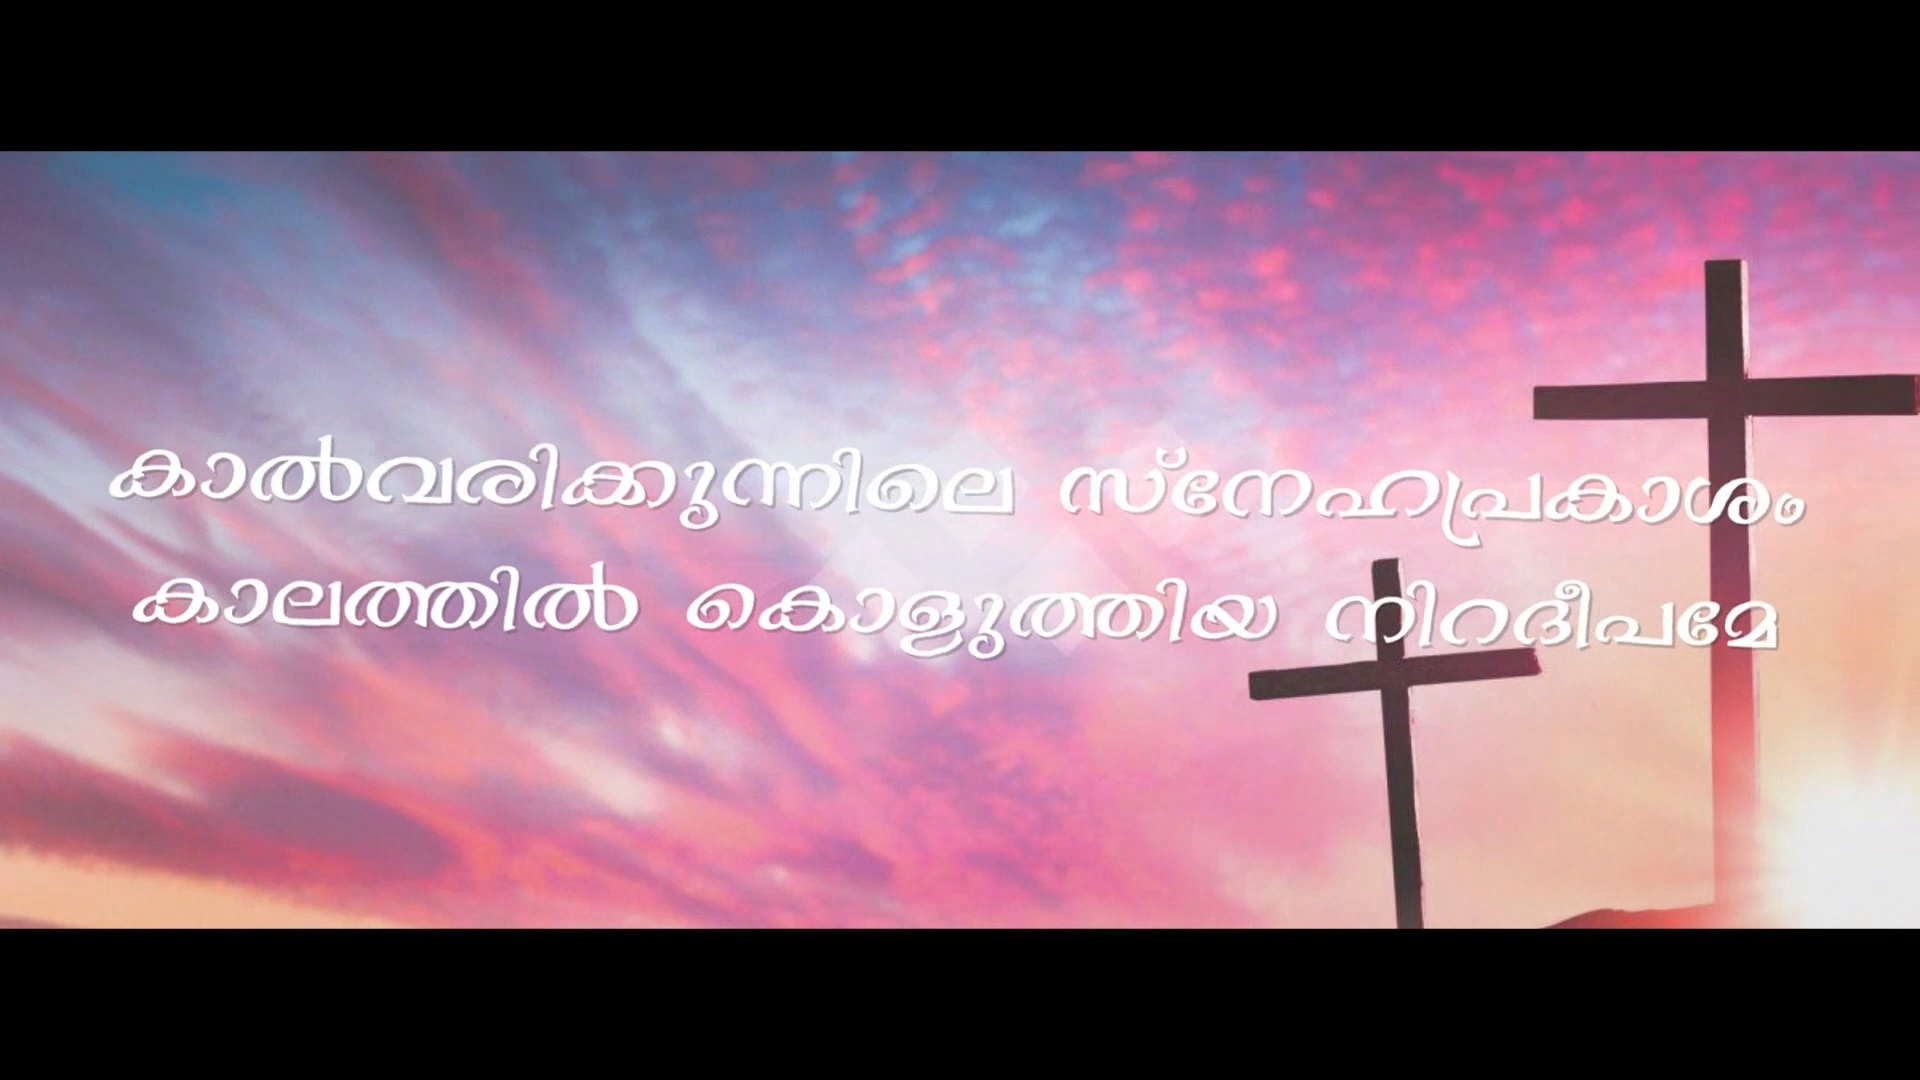 കാൽവരിക്കുന്നിലെ സ്നേഹപ്രകാശം
കാലത്തിൽ കൊളുത്തിയ നിറദീപമേ